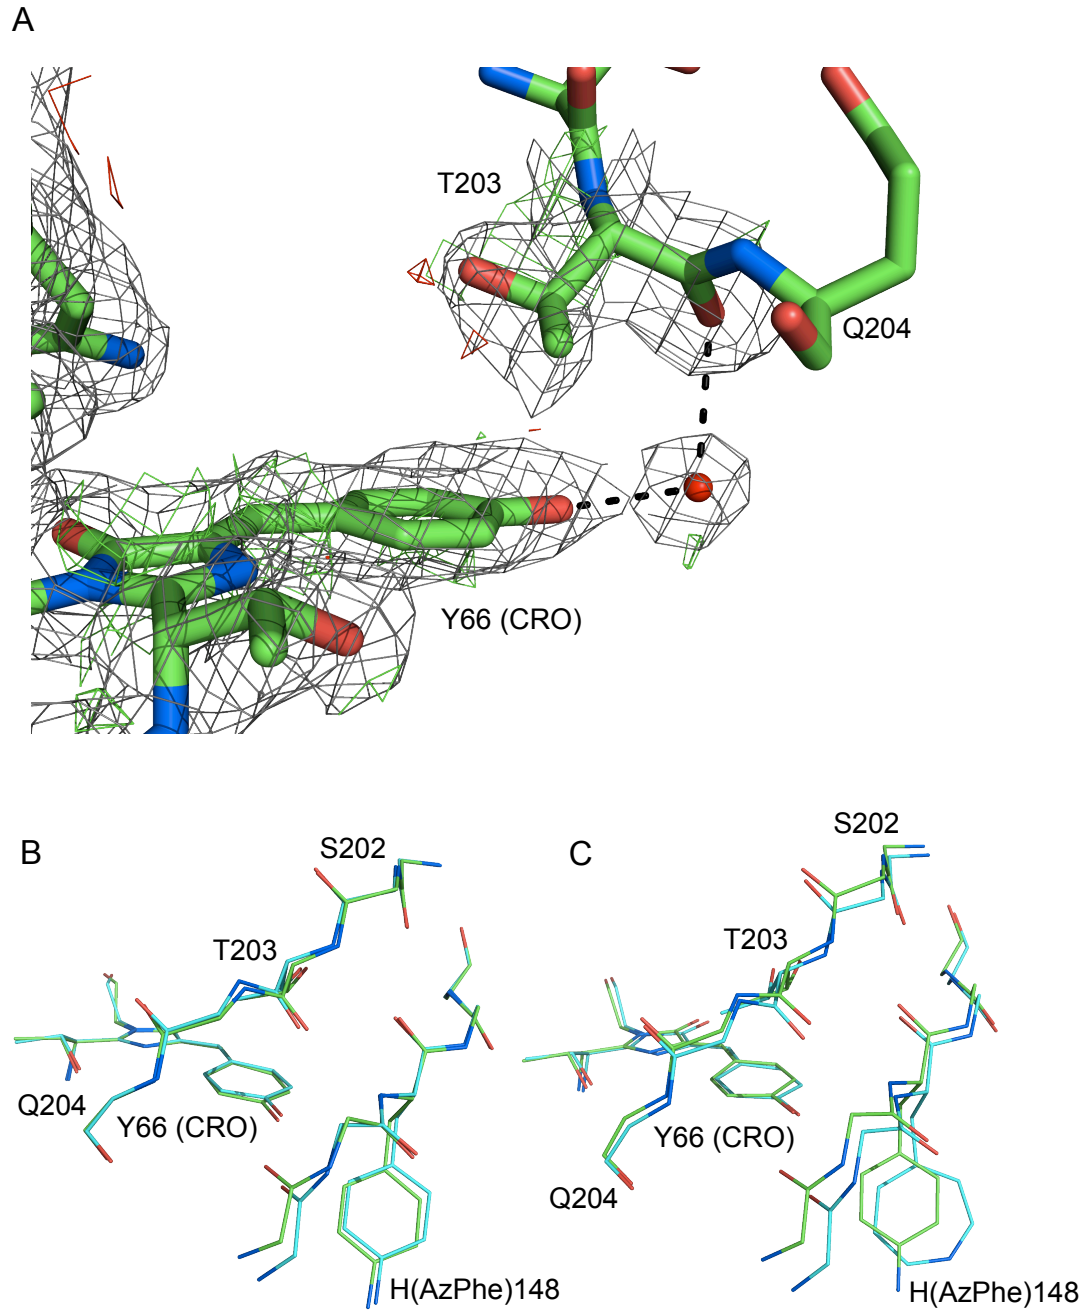 A
T203
Q204
Y66 (CRO)
B
S202
T203
Q204
Y66 (CRO)
H(AzPhe)148
C
S202
T203
Y66 (CRO)
Q204
H(AzPhe)148